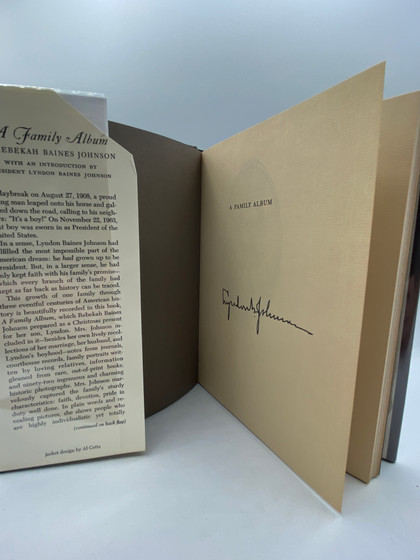 A Family Album
REBEKAH BAINES JOHNSON
WITH AN INTRODUCTION BY
PRESIDENT LYNDON BAINES JOHNSON
daybreak on August 27, 1908, a proud
ing man leaped onto his horse and gal-
ed down the road, calling to his neigh-
rs: "It's a boy!" On November 22, 1963,
t boy was sworn in as President of the
nited States.
In a sense, Lyndon Baines Johnson had
filled the most impossible part of the
American dreams: he had grown up to be
resident. But, in a larger sense, he had
ly kept faith with his family's promise—
which every branch of the family had
kept as far back as history can be traced.
This growth of one family through
three eventful centuries of American his-
tory is beautifully recorded in this book,
A Family Album, which Rebekah Baines
Johnson prepared as a Christmas present
for her son, Lyndon. Mrs. Johnson in-
cluded in it—besides her own lively recol-
lections of her marriage, her husband, and
Lyndon's boyhood—notes from journals,
courthouse records, family portraits writ-
ten by loving relatives, information
gleaned from rare, out-of-print books,
and ninety-two ingenuous and charming
historic photographs. Mrs. Johnson mar-
velously captured the family's sturdy
characteristics: faith, devotion, pride in
duty well done. In plain words and re-
vealing pictures, she shows people who
are highly individualistic yet totally
(continued on back flap)
jacket design by Al Cetta
A FAMILY ALBUM
Lyndon B. Johnson